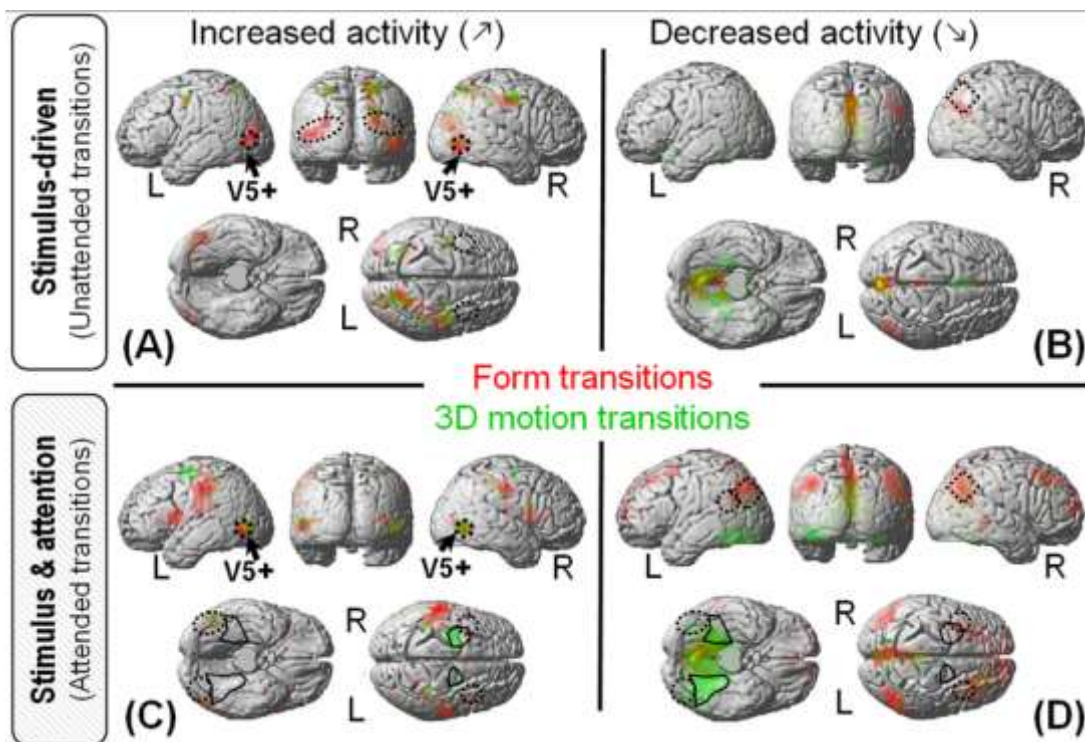 Increased activity (↗)
Decreased activity (↘)
Stimulus-driven
(Unattended transitions)
L
V5+
V5+
R
R
L
(A)
L
R
R
L
(B)
Form transitions
3D motion transitions
Stimulus & attention
(Attended transitions)
L
V5+
V5+
R
R
L
(C)
L
R
R
L
(D)